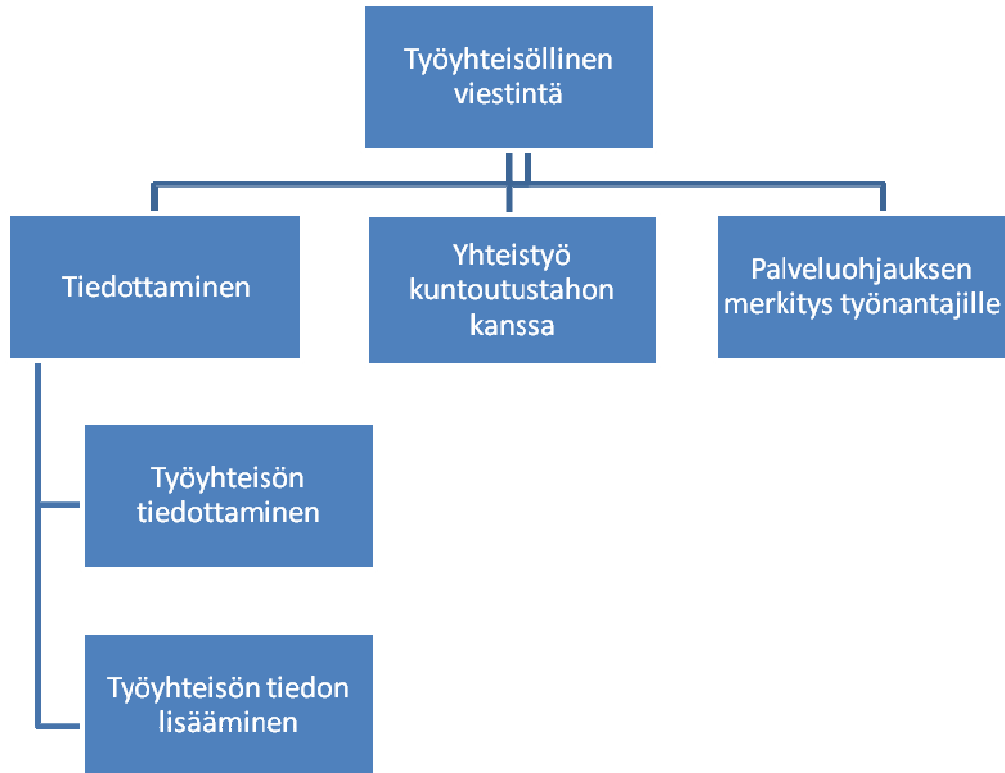 Työyhteisöllinen
viestintä
Tiedottaminen
Yhteistyö
kuntoutustahon
kanssa
Palveluohjauksen
merkitys työnantajille
Työyhteisön
tiedottaminen
Työyhteisön tiedon
lisääminen